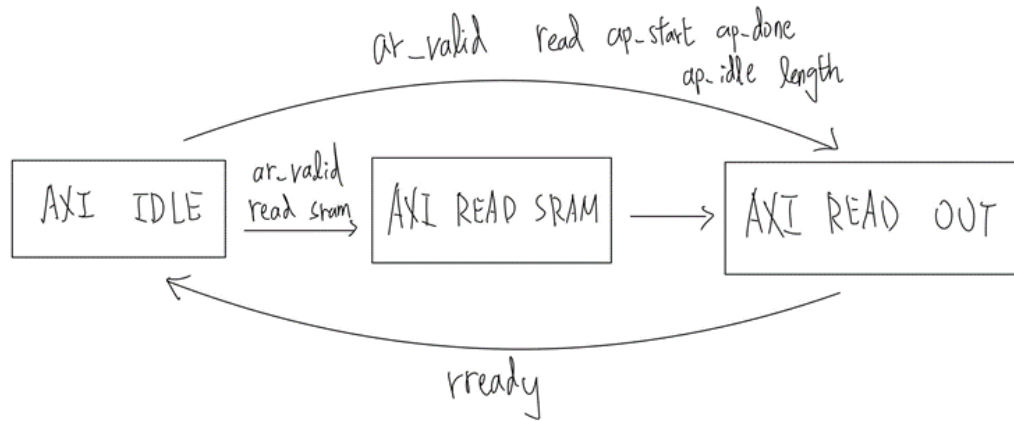 ar_valid read ap_start ap_done
ap_idle length
AXI IDLE
ar_valid
read sram
AXI READ SRAM
AXI READ OUT
rready